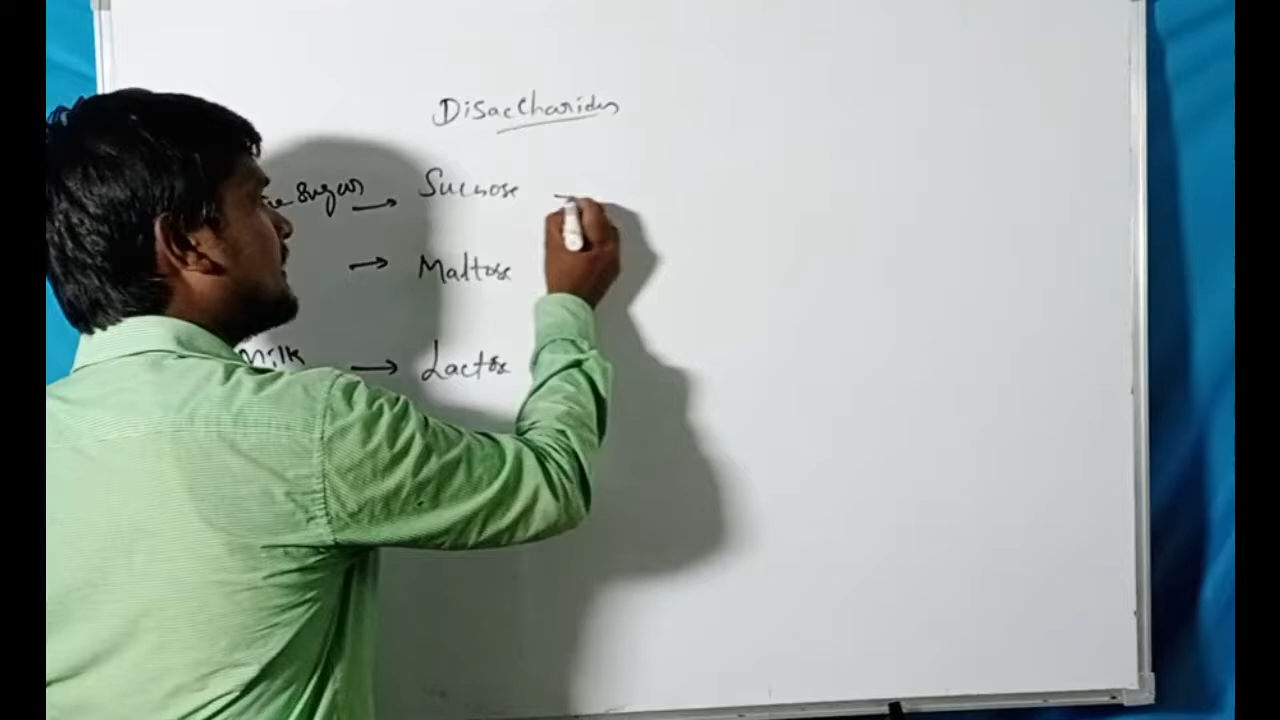 Disaccharides
sugar → Sucrose
→ Maltose
Milk → Lactose